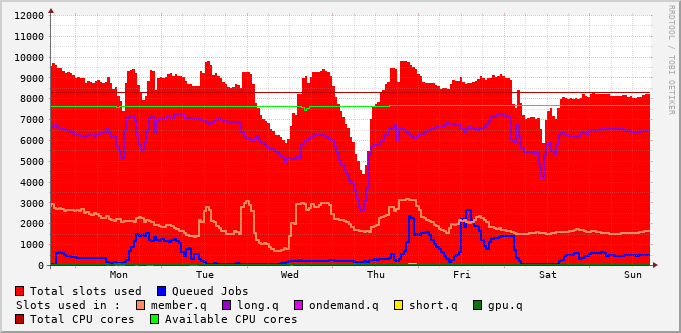 12000
11000
10000
9000
8000
7000
6000
5000
4000
3000
2000
1000
0
Mon Tue Wed Thu Fri Sat Sun
RRDTOOL / TOBI OETIKER
Total slots used Queued Jobs
Slots used in : member.q long.q ondemand.q short.q gpu.q
Total CPU cores Available CPU cores